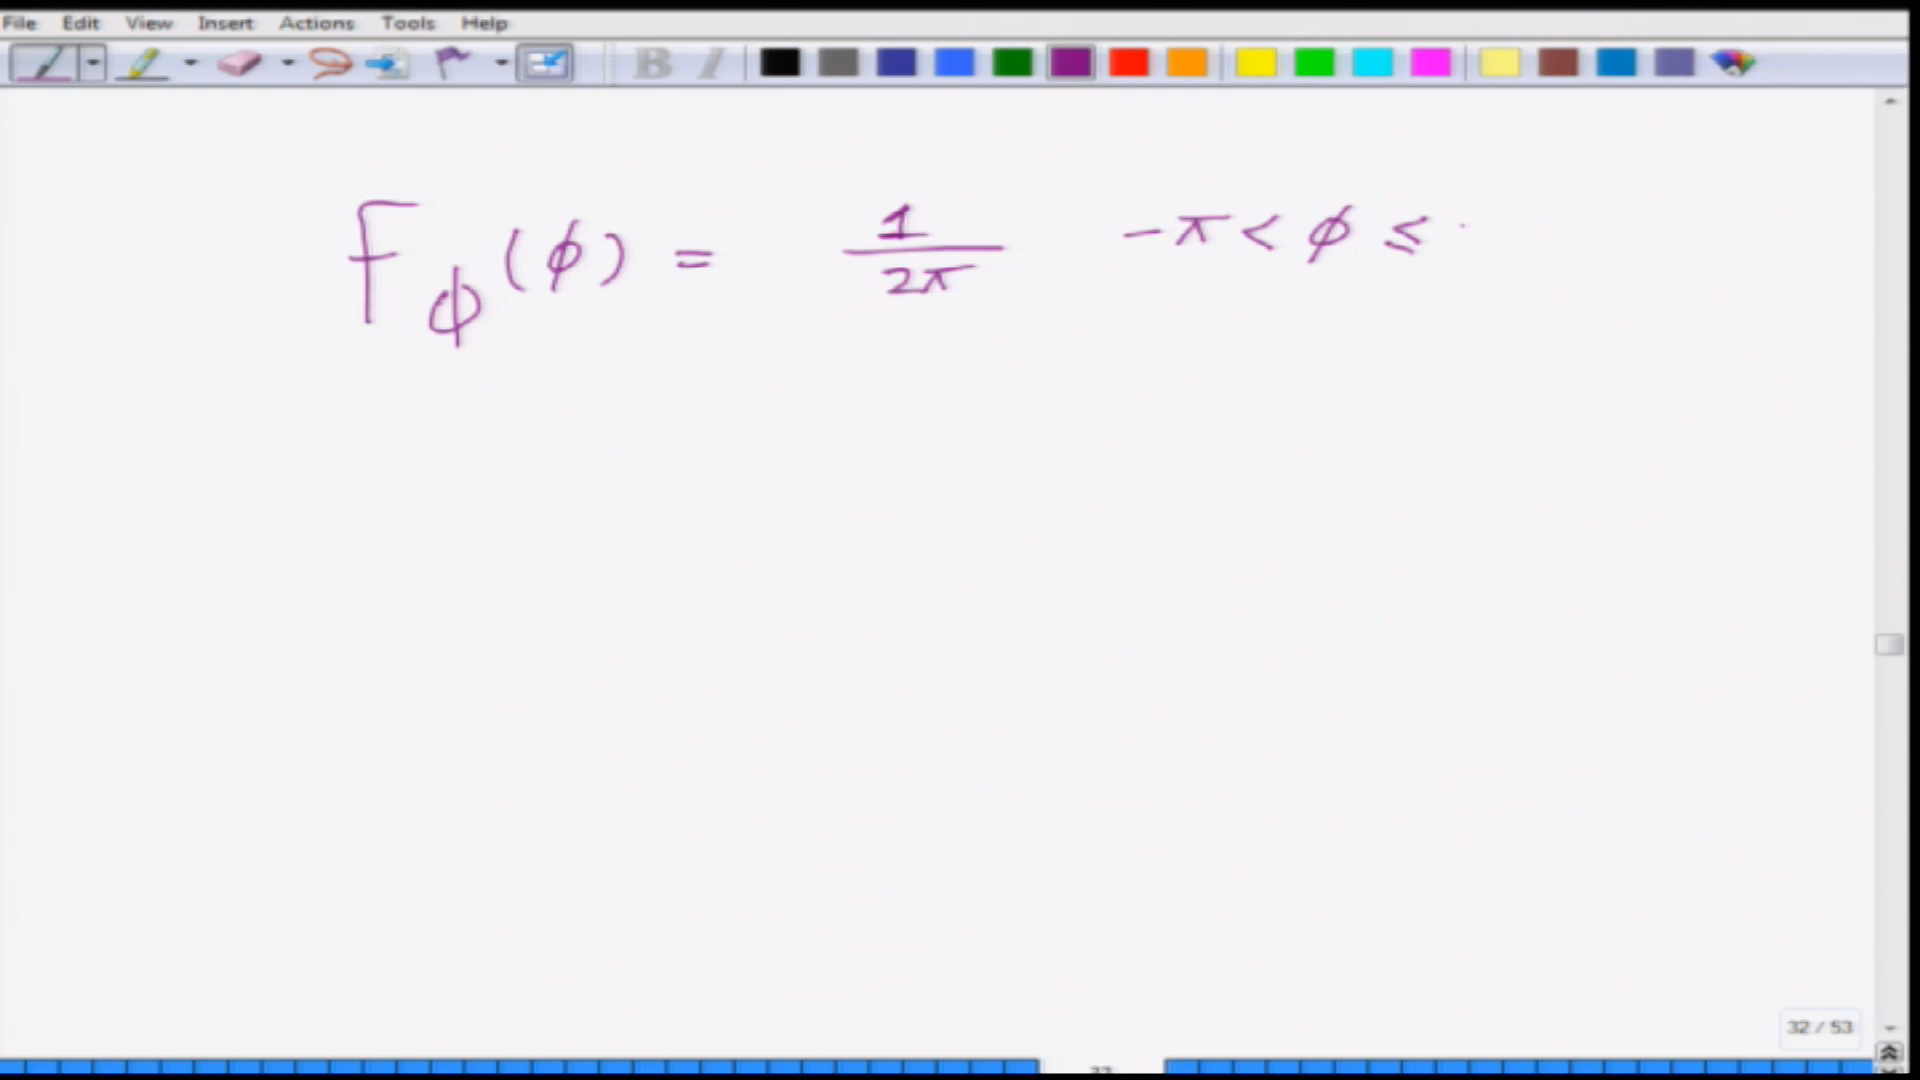 File Edit View Insert Actions Tools Help
B I
F_Φ(ϕ) = 1/2π -π < ϕ ≤
32 / 53